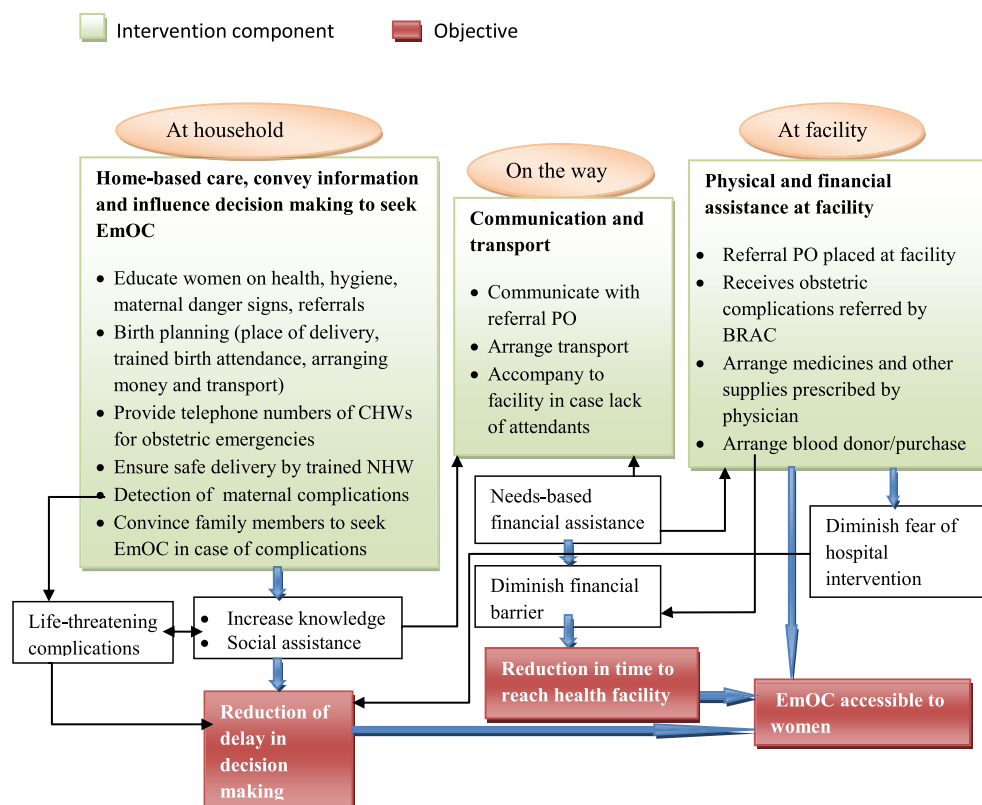 Intervention component
Objective
At household
Home-based care, convey information
and influence decision making to seek
EmOC
• Educate women on health, hygiene,
maternal danger signs, referrals
• Birth planning (place of delivery,
trained birth attendance, arranging
money and transport)
• Provide telephone numbers of CHWs
for obstetric emergencies
• Ensure safe delivery by trained NHW
• Detection of maternal complications
• Convince family members to seek
EmOC in case of complications
On the way
Communication and
transport
• Communicate with
referral PO
• Arrange transport
• Accompany to
facility in case lack
of attendants
At facility
Physical and financial
assistance at facility
• Referral PO placed at facility
• Receives obstetric
complications referred by
BRAC
• Arrange medicines and other
supplies prescribed by
physician
• Arrange blood donor/purchase
Needs-based
financial assistance
Diminish fear of
hospital
intervention
Diminish financial
barrier
Life-threatening
complications
• Increase knowledge
• Social assistance
Reduction in time to
reach health facility
EmOC accessible to
women
Reduction of
delay in
decision
making